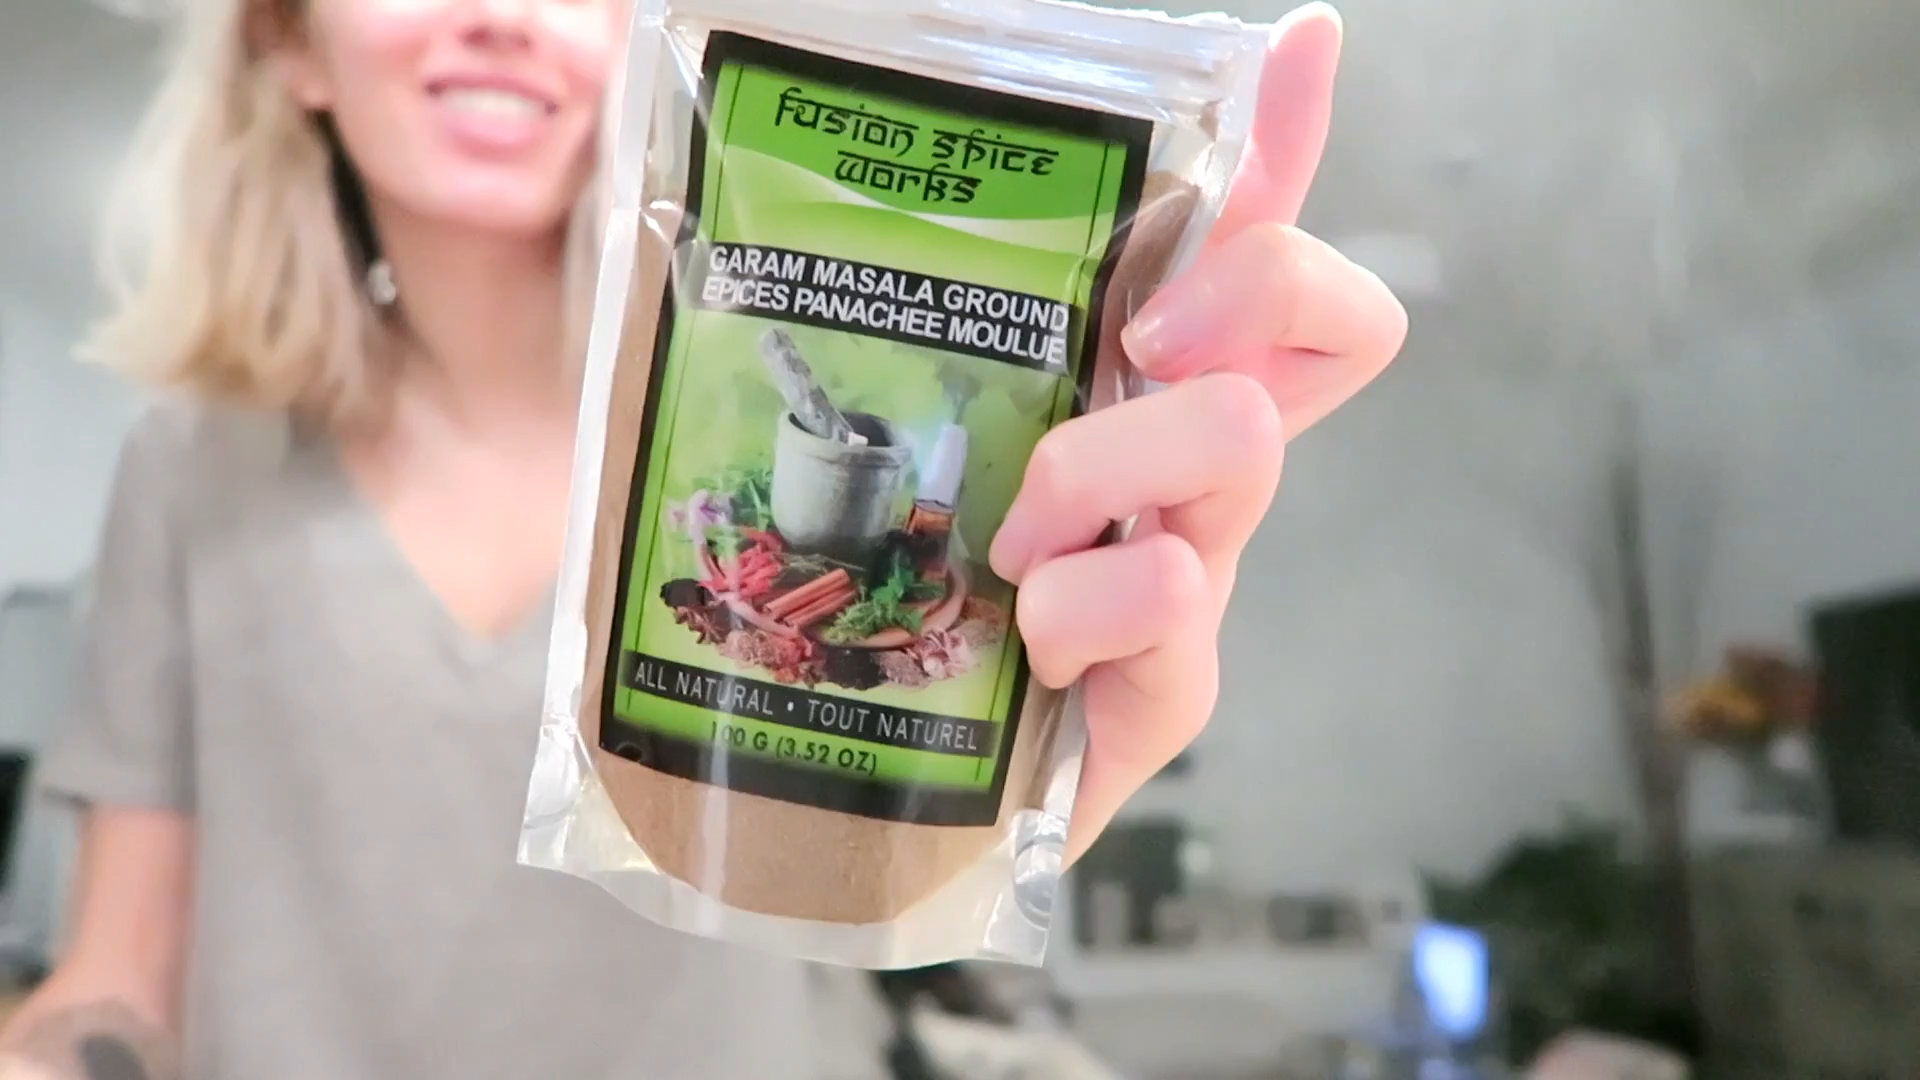 fusion spice
works
GARAM MASALA GROUND
EPICES PANACHEE MOULUE
ALL NATURAL • TOUT NATUREL
100 G (3.52 OZ)